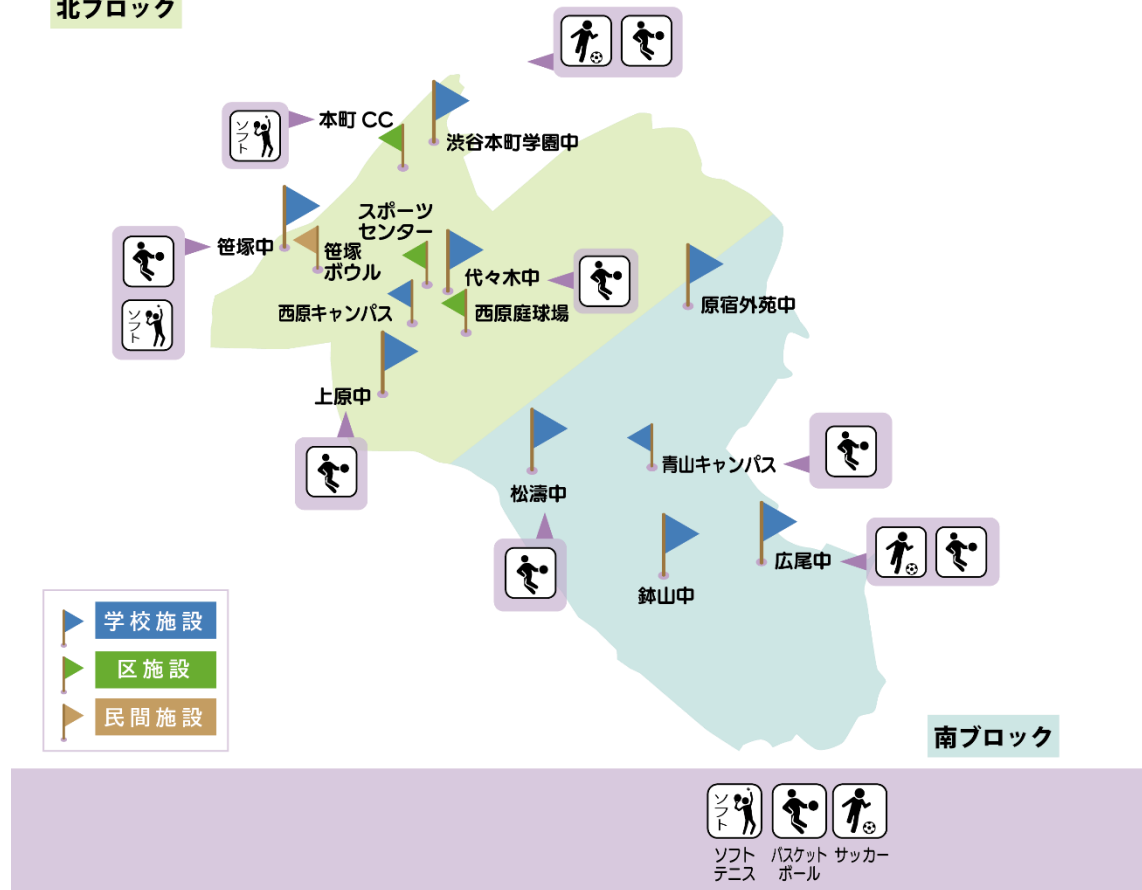 北ブロック
本町 CC
ソフト
渋谷本町学園中
スポーツ
センター
笹塚中
笹塚
ボウル
代々木中
ソフト
西原キャンパス
西原庭球場
原宿外苑中
上原中
青山キャンパス
松濤中
広尾中
鉢山中
学校施設
区施設
民間施設
南ブロック
ソフト
ソフト
テニス
バスケット
ボール
サッカー